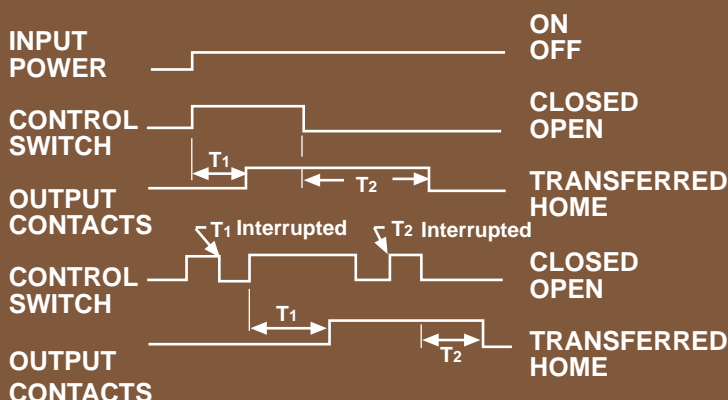 INPUT
POWER
ON
OFF
CONTROL
SWITCH
CLOSED
OPEN
T1
T2
OUTPUT
CONTACTS
TRANSFERRED
HOME
T1 Interrupted
T2 Interrupted
CONTROL
SWITCH
CLOSED
OPEN
T1
T2
OUTPUT
CONTACTS
TRANSFERRED
HOME